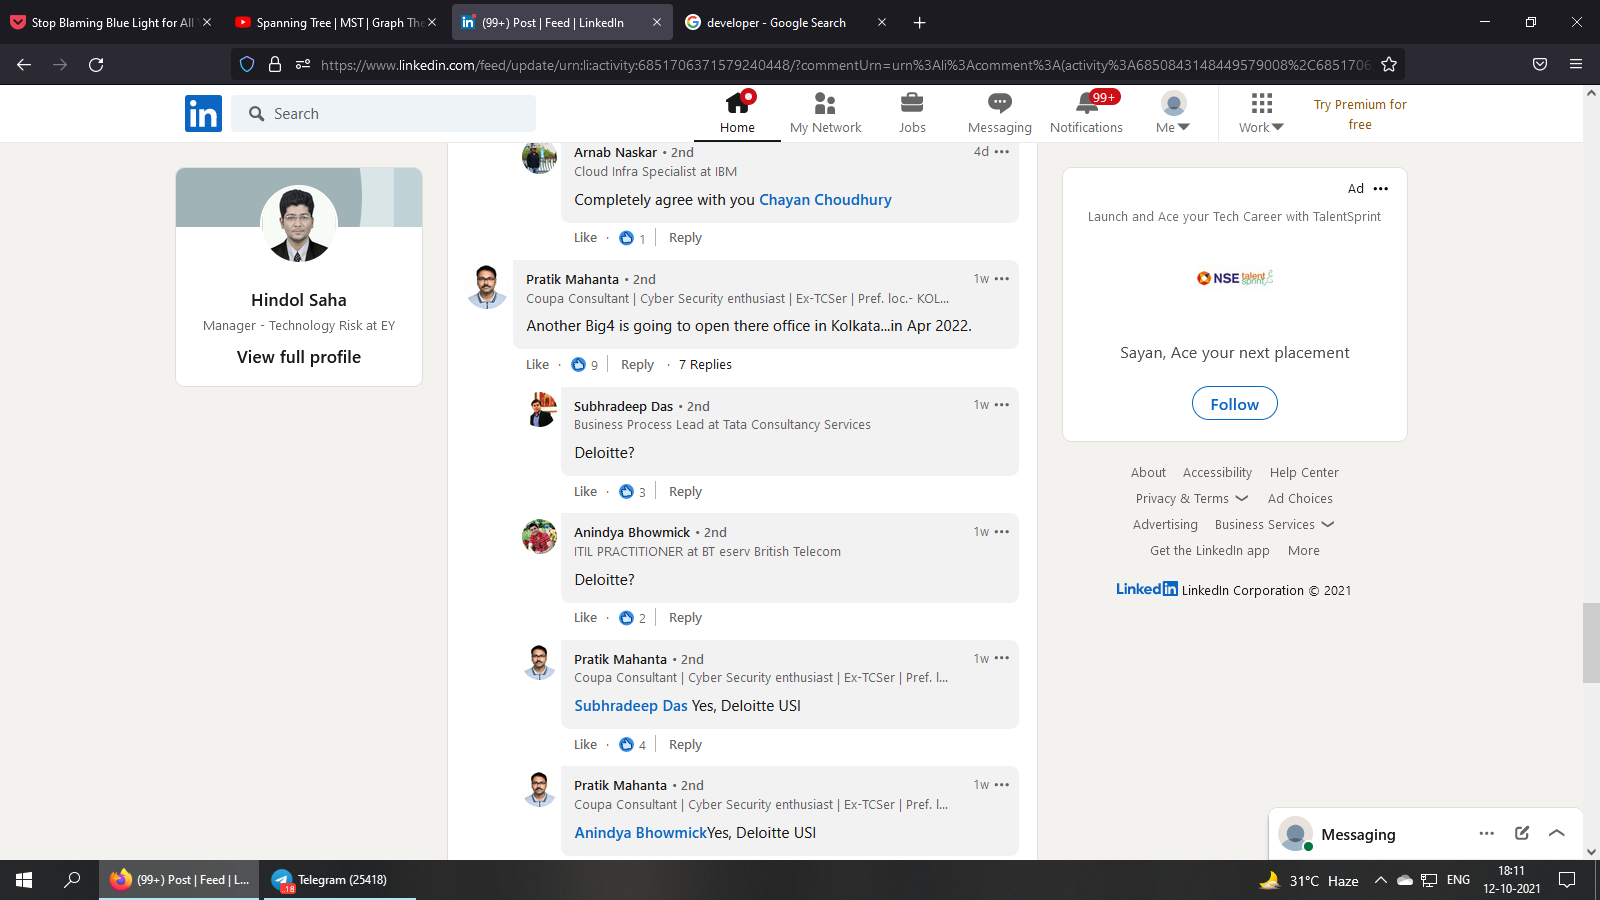 Stop Blaming Blue Light for All
Spanning Tree | MST | Graph The
(99+) Post | Feed | LinkedIn
developer - Google Search
https://www.linkedin.com/feed/update/urn:li:activity:6851706371579240448/?commentUrn=urn%3Ali%3Acomment%3A(activity%3A6850843148449579008%2C6851706
in
Search
Home
My Network
Jobs
Messaging
99+
Notifications
Me
Work
Try Premium for
free
Hindol Saha
Manager - Technology Risk at EY
View full profile
Arnab Naskar • 2nd
4d
Cloud Infra Specialist at IBM
Completely agree with you Chayan Choudhury
Like · 1 | Reply
Pratik Mahanta • 2nd
1w
Coupa Consultant | Cyber Security enthusiast | Ex-TCSer | Pref. loc.- KOL...
Another Big4 is going to open there office in Kolkata...in Apr 2022.
Like · 9 | Reply · 7 Replies
Subhradeep Das • 2nd
1w
Business Process Lead at Tata Consultancy Services
Deloitte?
Like · 3 | Reply
Anindya Bhowmick • 2nd
1w
ITIL PRACTITIONER at BT eserv British Telecom
Deloitte?
Like · 2 | Reply
Pratik Mahanta • 2nd
1w
Coupa Consultant | Cyber Security enthusiast | Ex-TCSer | Pref. l...
Subhradeep Das Yes, Deloitte USI
Like · 4 | Reply
Pratik Mahanta • 2nd
1w
Coupa Consultant | Cyber Security enthusiast | Ex-TCSer | Pref. l...
Anindya BhowmickYes, Deloitte USI
Ad
Launch and Ace your Tech Career with TalentSprint
NSE talent
sprint
Sayan, Ace your next placement
Follow
About Accessibility Help Center
Privacy & Terms Ad Choices
Advertising Business Services
Get the LinkedIn app More
LinkedIn LinkedIn Corporation © 2021
Messaging
(99+) Post | Feed | L...
..18
Telegram (25418)
31°C Haze
ENG
18:11
12-10-2021